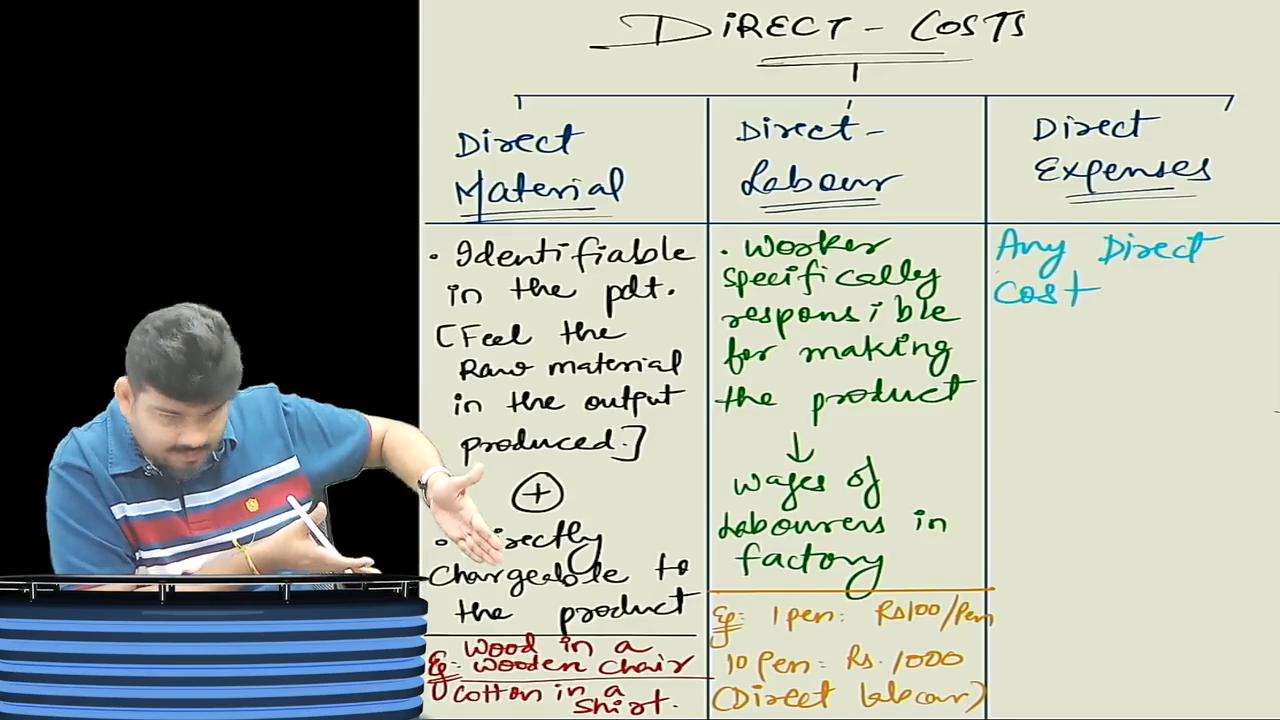 DIRECT - COSTS
Direct
Material
• Identifiable
in the pdt.
[Feel the
Raw material
in the output
produced.]
+
• Directly
Chargeable to
the product
Eg: Wood in a
wooden chair
Cotton in a
Shirt.
Direct -
Labour
• Worker
specifically
responsible
for making
the product
↓
Wages of
Labourers in
factory
Eg: 1 pen: Rs100/Pen
10 Pen: Rs. 1000
(Direct labour)
Direct
Expenses
Any Direct
Cost